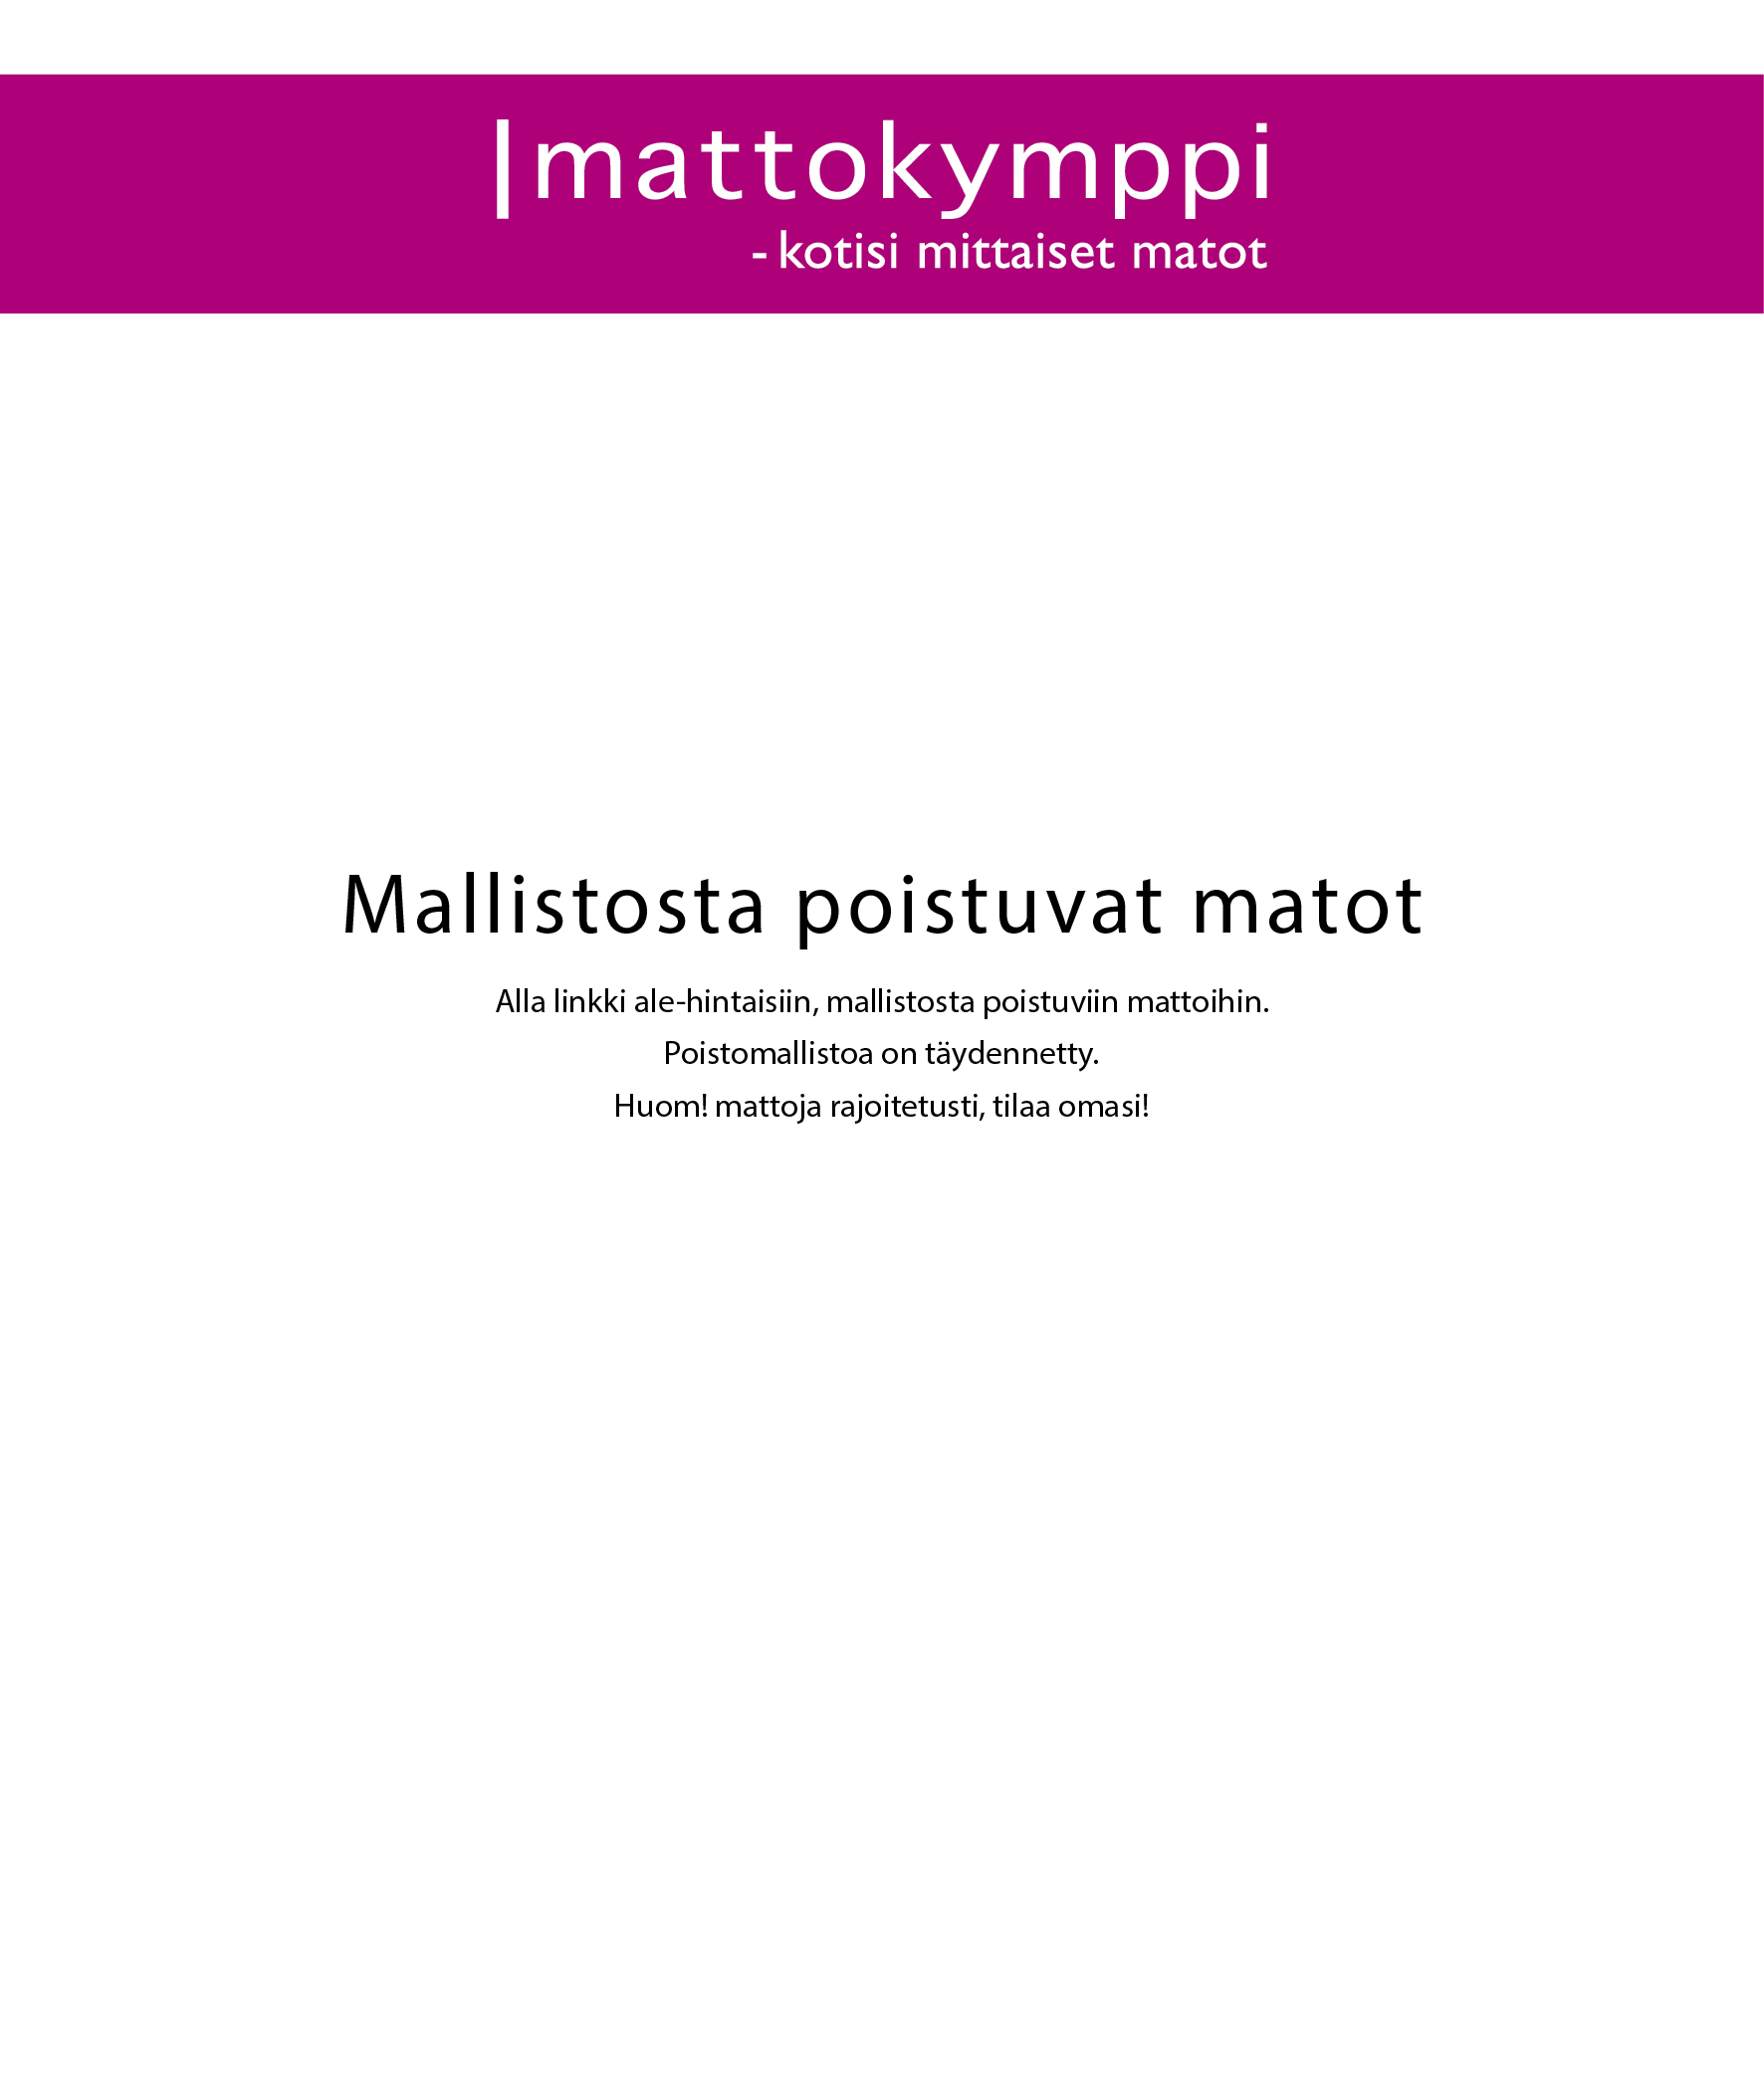 |mattokymppi
- kotisi mittaiset matot
Mallistosta poistuvat matot
Alla linkki ale-hintaisiin, mallistosta poistuviin mattoihin.
Poistomallistoa on täydennetty.
Huom! mattoja rajoitetusti, tilaa omasi!